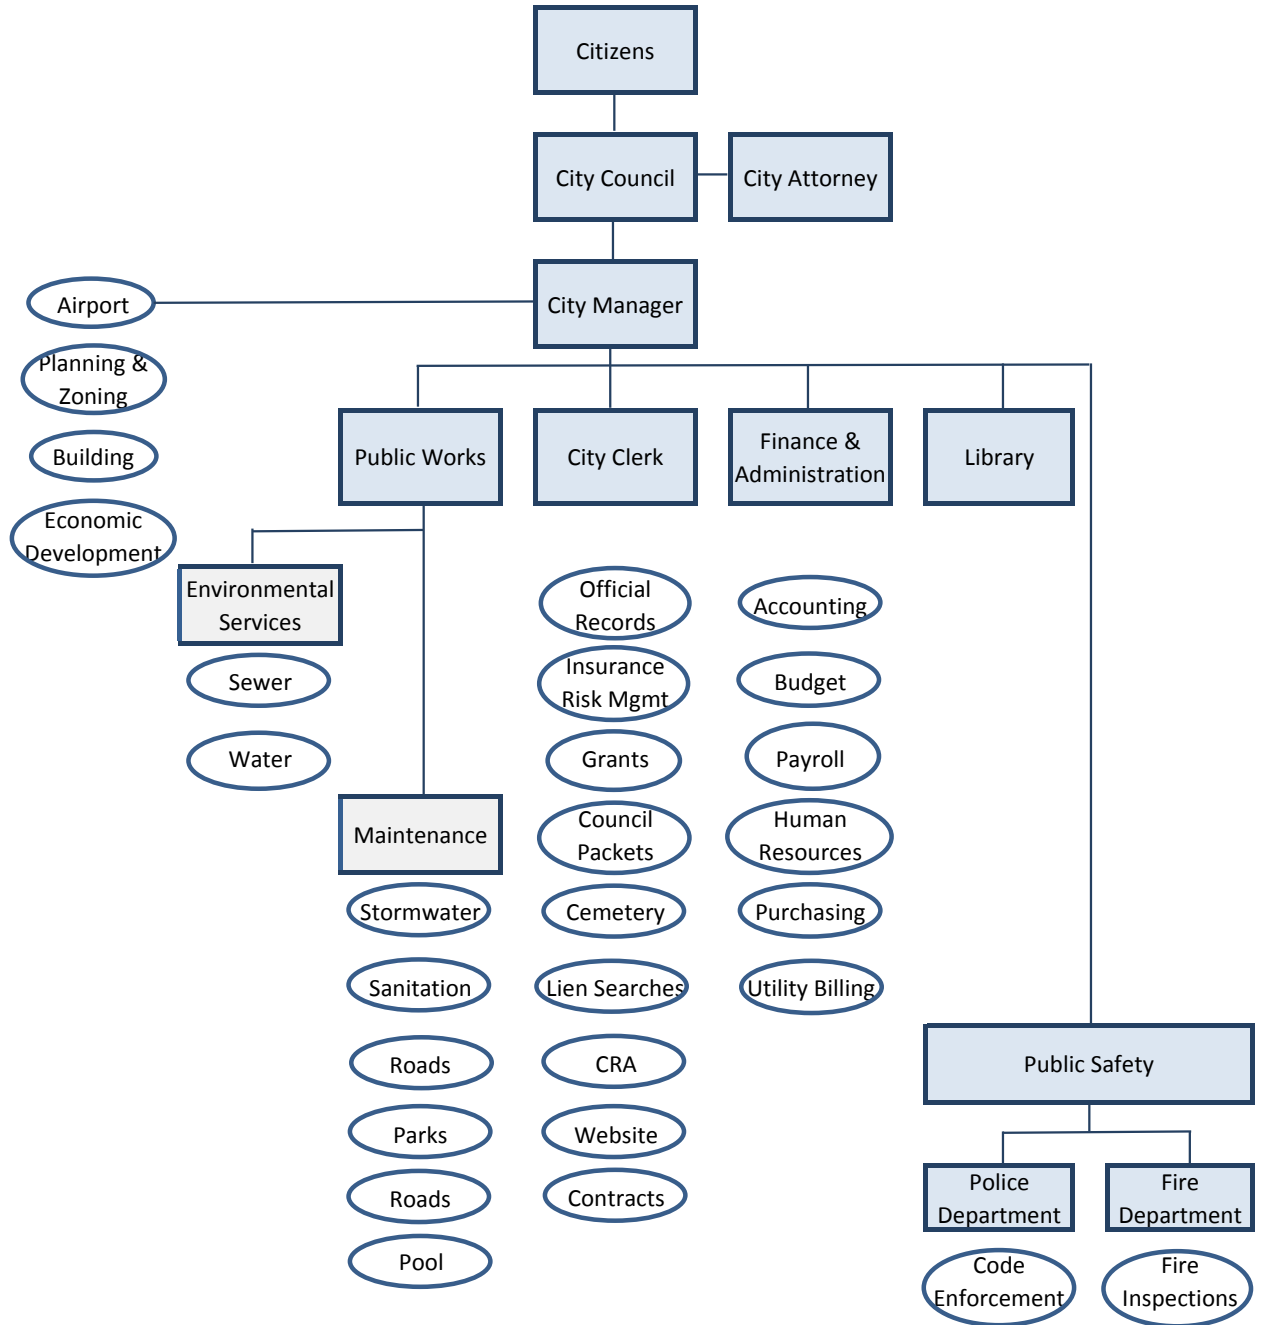 Citizens
City Council
City Attorney
City Manager
Airport
Planning &
Zoning
Building
Economic
Development
Public Works
City Clerk
Finance &
Administration
Library
Environmental
Services
Sewer
Water
Maintenance
Stormwater
Sanitation
Roads
Parks
Roads
Pool
Official
Records
Insurance
Risk Mgmt
Grants
Council
Packets
Cemetery
Lien Searches
CRA
Website
Contracts
Accounting
Budget
Payroll
Human
Resources
Purchasing
Utility Billing
Public Safety
Police
Department
Fire
Department
Code
Enforcement
Fire
Inspections